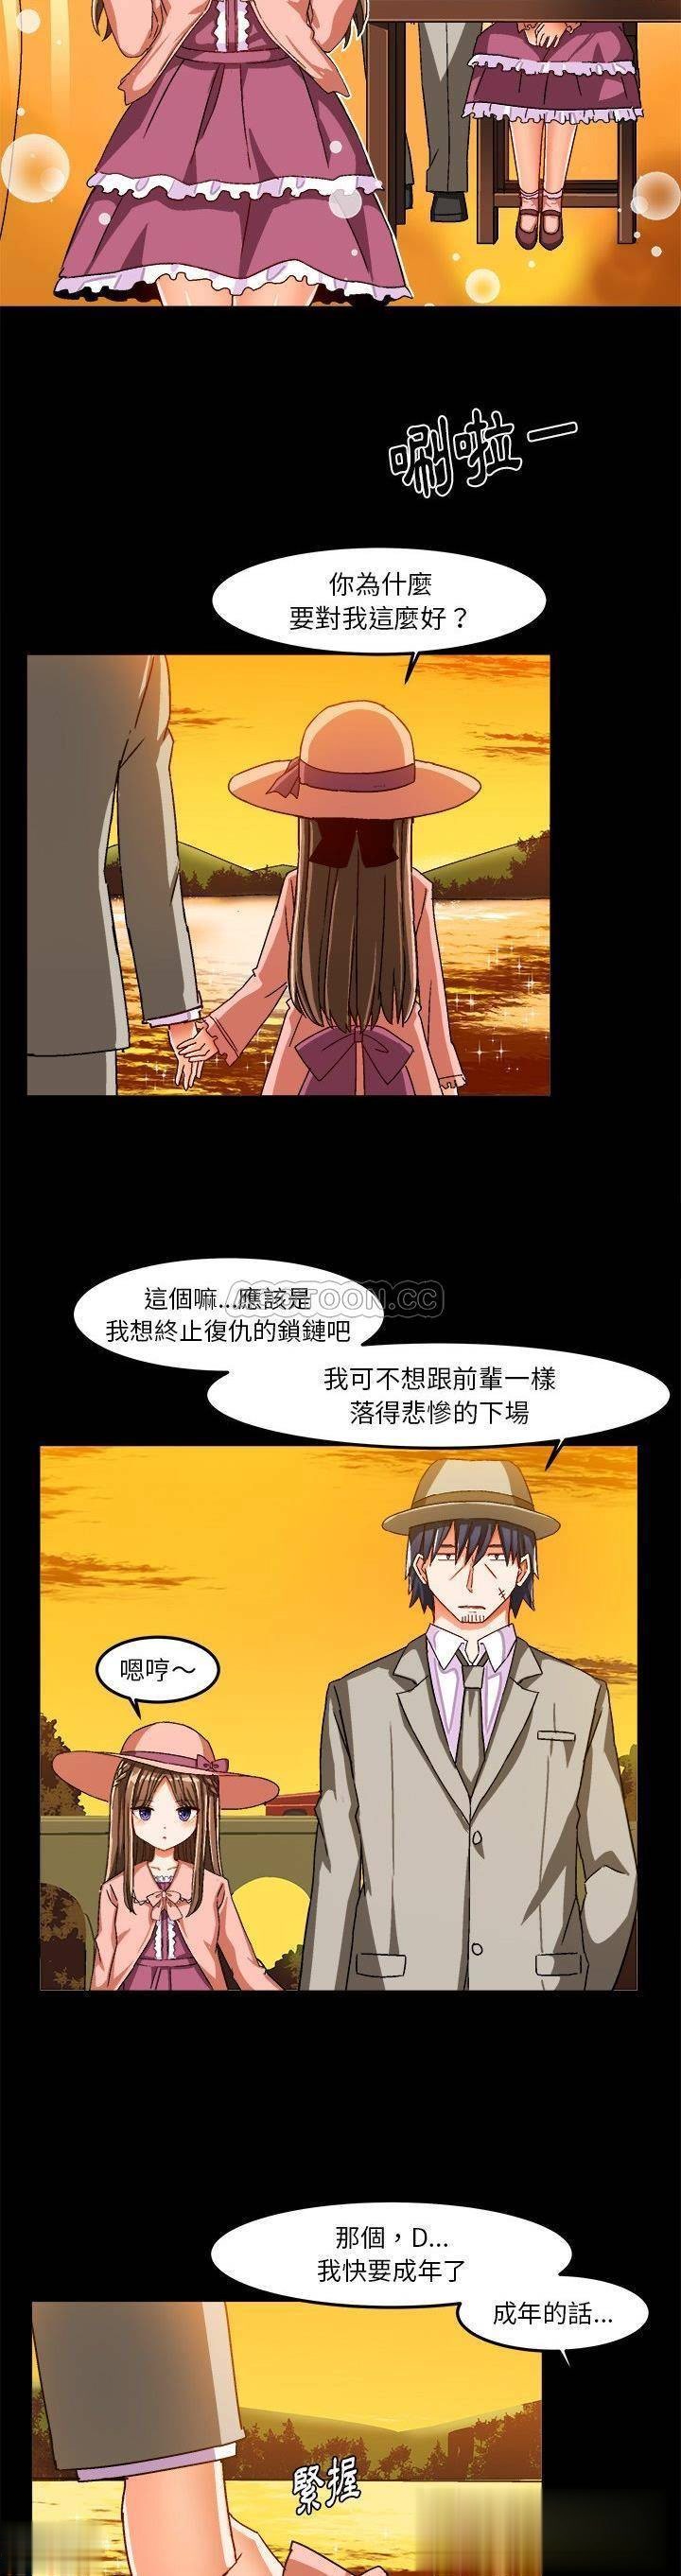 唰啦一
你為什麼
要對我這麼好？
這個嘛...應該是
我想終止復仇的鎖鏈吧
我可不想跟前輩一樣
落得悲慘的下場
嗯哼～
那個，D...
我快要成年了
成年的話...
緊握